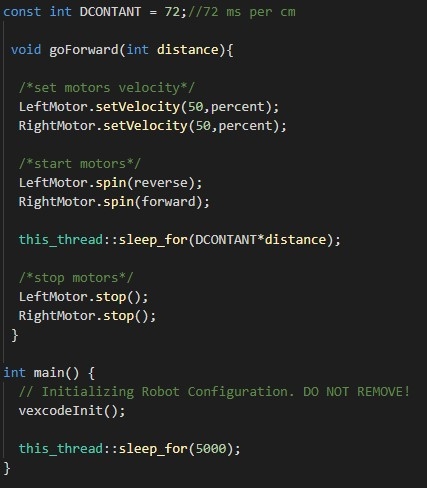 const int DCONTANT = 72;//72 ms per cm
void goForward(int distance){
/*set motors velocity*/
LeftMotor.setVelocity(50,percent);
RightMotor.setVelocity(50,percent);
/*start motors*/
LeftMotor.spin(reverse);
RightMotor.spin(forward);
this_thread::sleep_for(DCONTANT*distance);
/*stop motors*/
LeftMotor.stop();
RightMotor.stop();
}
int main() {
// Initializing Robot Configuration. DO NOT REMOVE!
vexcodeInit();
this_thread::sleep_for(5000);
}